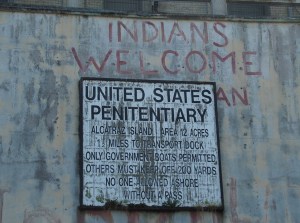 INDIANS
WELCOME
AN
UNITED STATES
PENITENTIARY
ALCATRAZ ISLAND AREA 12 ACRES
MILES TO TRANSPORT DOCK
ONLY GOVERNMENT BOATS PERMITTED
OTHERS MUST KEEP OFF 200 YARDS
NO ONE ALLOWED ASHORE
WITHOUT A PASS